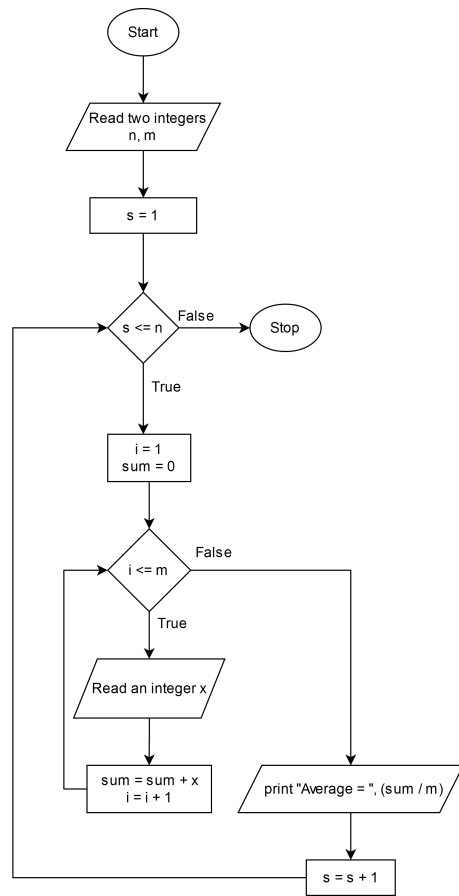 Start
Read two integers
n, m
s = 1
s <= n
False
Stop
True
i = 1
sum = 0
i <= m
False
True
Read an integer x
sum = sum + x
i = i + 1
print "Average = ", (sum / m)
s = s + 1